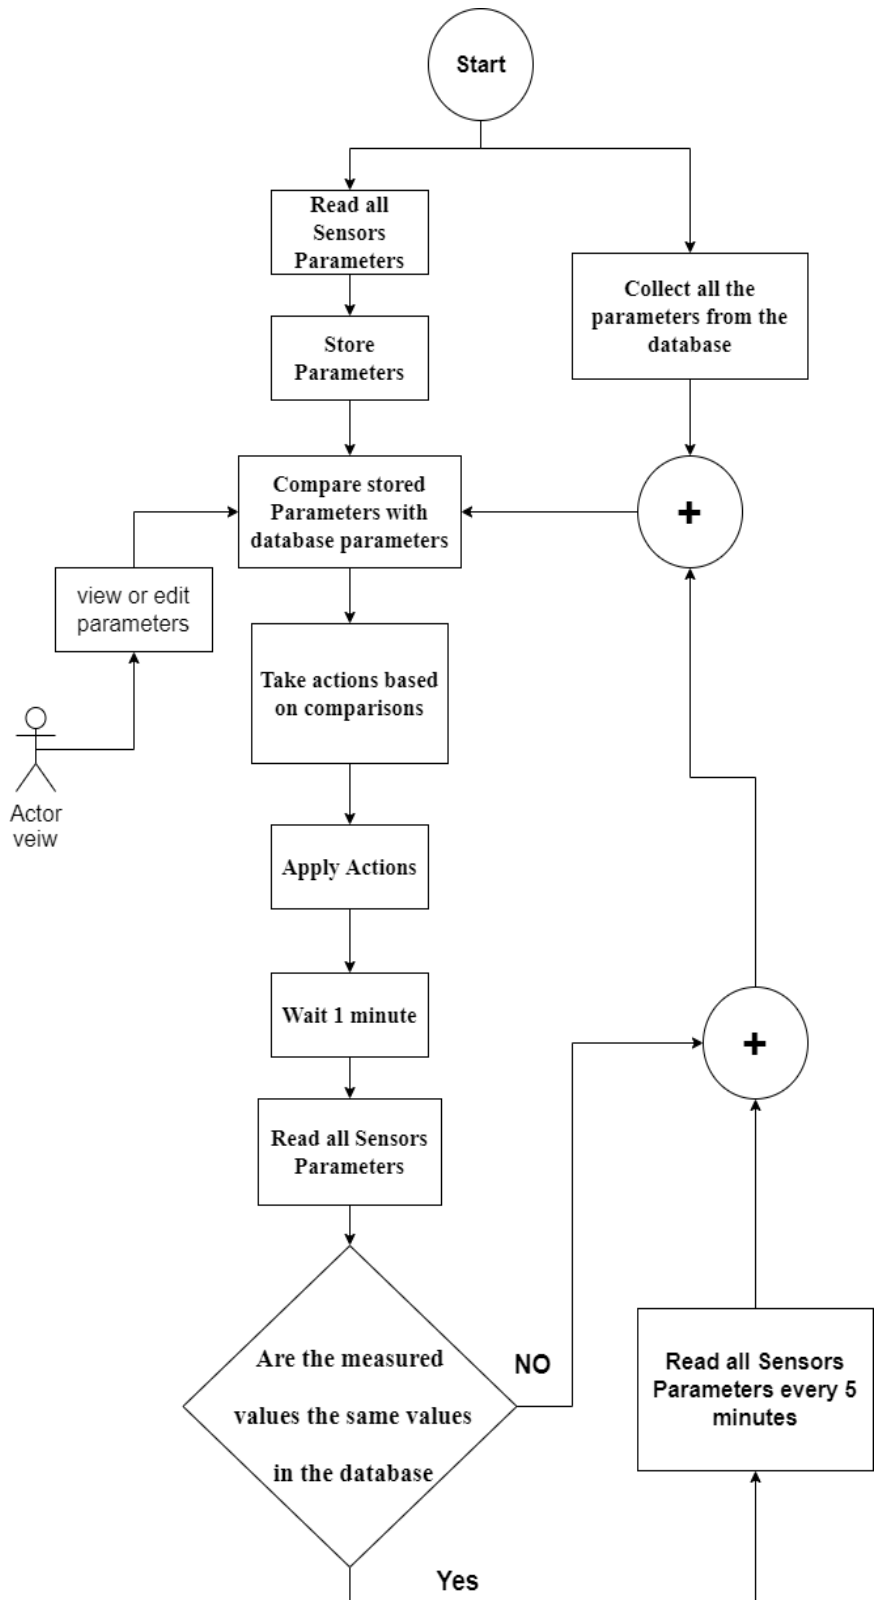 Start
Read all
Sensors
Parameters
Collect all the
parameters from the
database
Store
Parameters
Compare stored
Parameters with
database parameters
+
view or edit
parameters
Take actions based
on comparisons
Actor
veiw
Apply Actions
Wait 1 minute
+
Read all Sensors
Parameters
Are the measured
values the same values
in the database
NO
Read all Sensors
Parameters every 5
minutes
Yes